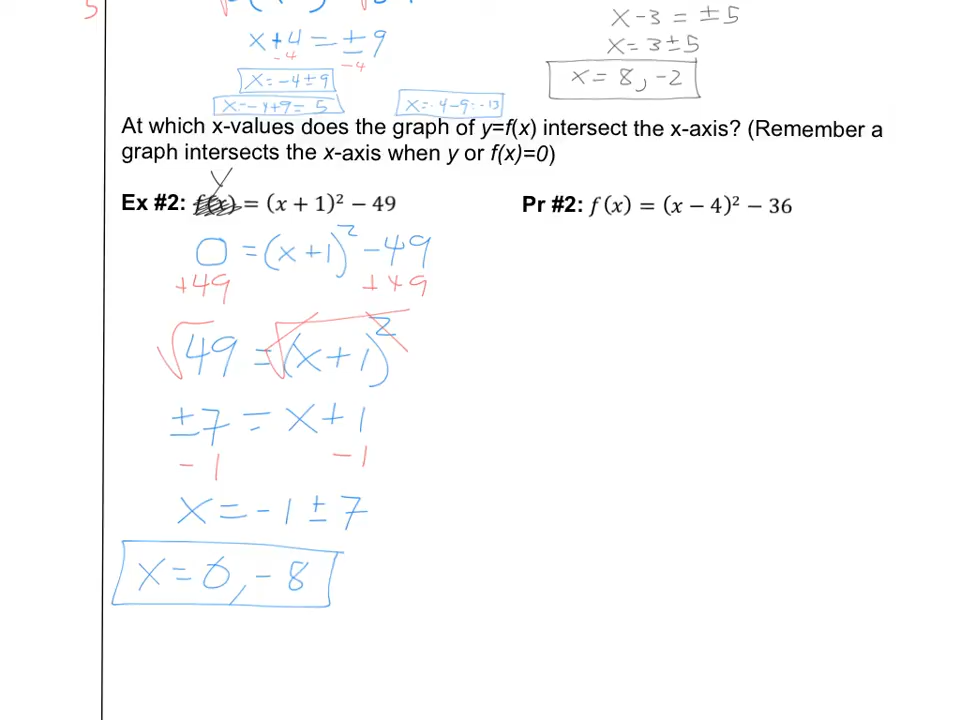 5
x+4=±9
-4 -4
x=-4±9
x=-4+9=5
x=-4-9=-13
x-3=±5
x=3±5
x=8,-2
At which x-values does the graph of y=f(x) intersect the x-axis? (Remember a
graph intersects the x-axis when y or f(x)=0)
Y
Ex #2: f(x) = (x + 1)² − 49
0=(x+1)²-49
+49 +49
√49=√(x+1)²
±7=x+1
-1 -1
x=-1±7
x=6,-8
Pr #2: f(x) = (x − 4)² − 36